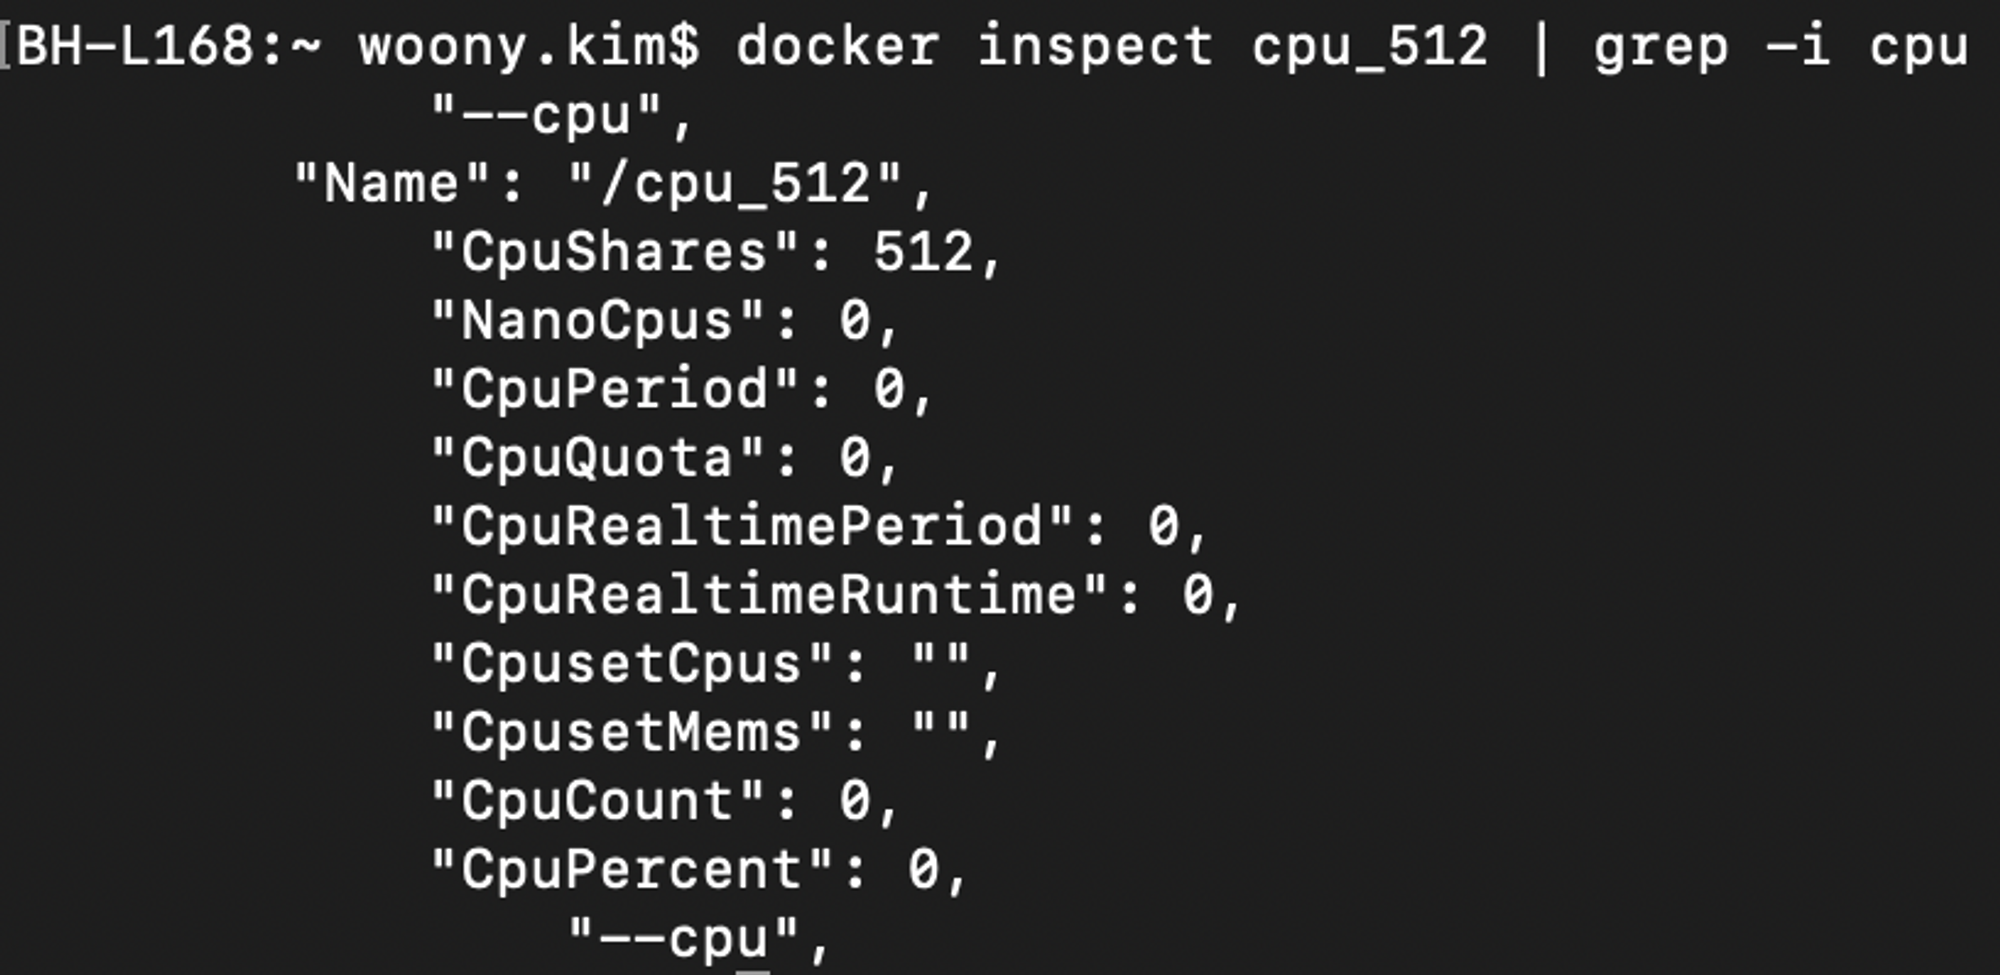 [BH-L168:~ woony.kim$ docker inspect cpu_512 | grep -i cpu
"--cpu",
"Name": "/cpu_512",
"CpuShares": 512,
"NanoCpus": 0,
"CpuPeriod": 0,
"CpuQuota": 0,
"CpuRealtimePeriod": 0,
"CpuRealtimeRuntime": 0,
"CpusetCpus": "",
"CpusetMems": "",
"CpuCount": 0,
"CpuPercent": 0,
"--cpu",